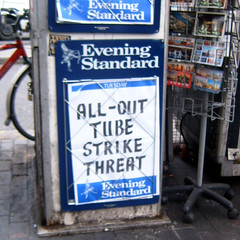 Evening
Standard
Evening
Standard
TUESDAY
ALL-OUT
TUBE
STRIKE
THREAT
Evening
Standard